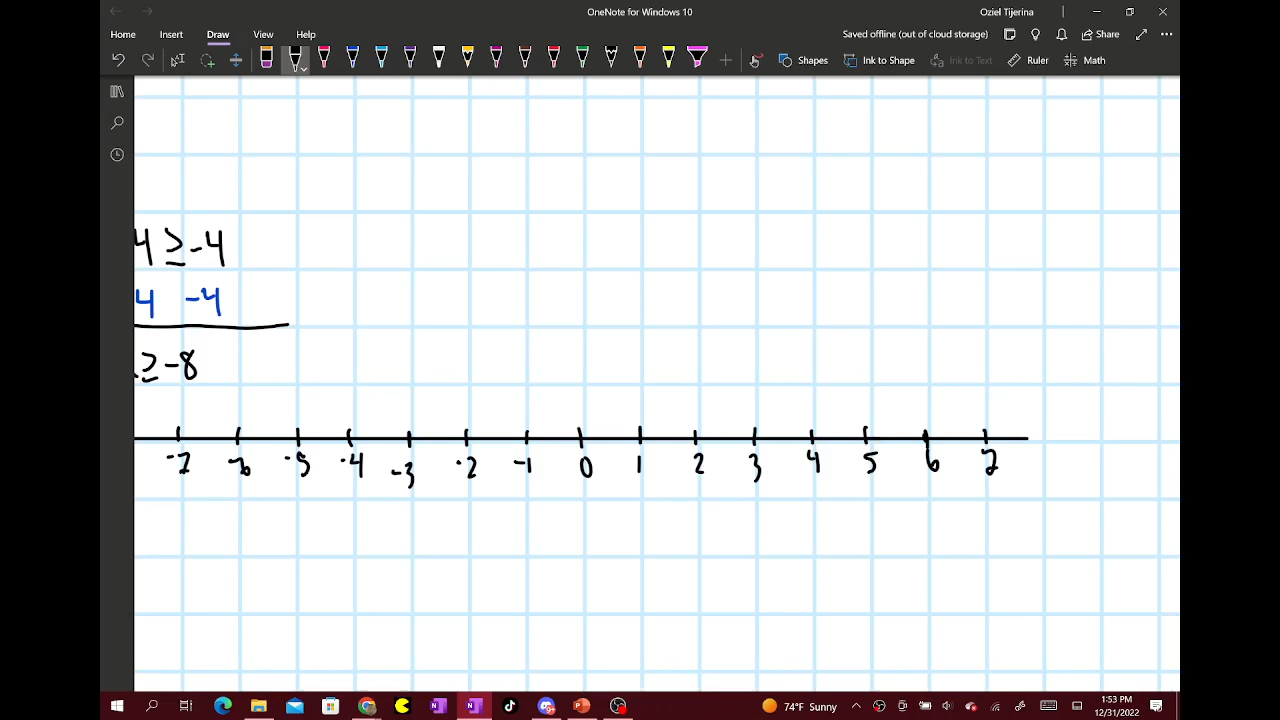 OneNote for Windows 10
Oziel Tijerina
Home Insert Draw View Help
Saved offline (out of cloud storage)
Share
Shapes
Ink to Shape
Ink to Text
Ruler
Math
4 ≥ -4
4 -4
≥ -8
-7 -6 -5 -4 -3 -2 -1 0 1 2 3 4 5 6 7
74°F Sunny
1:53 PM
12/31/2022